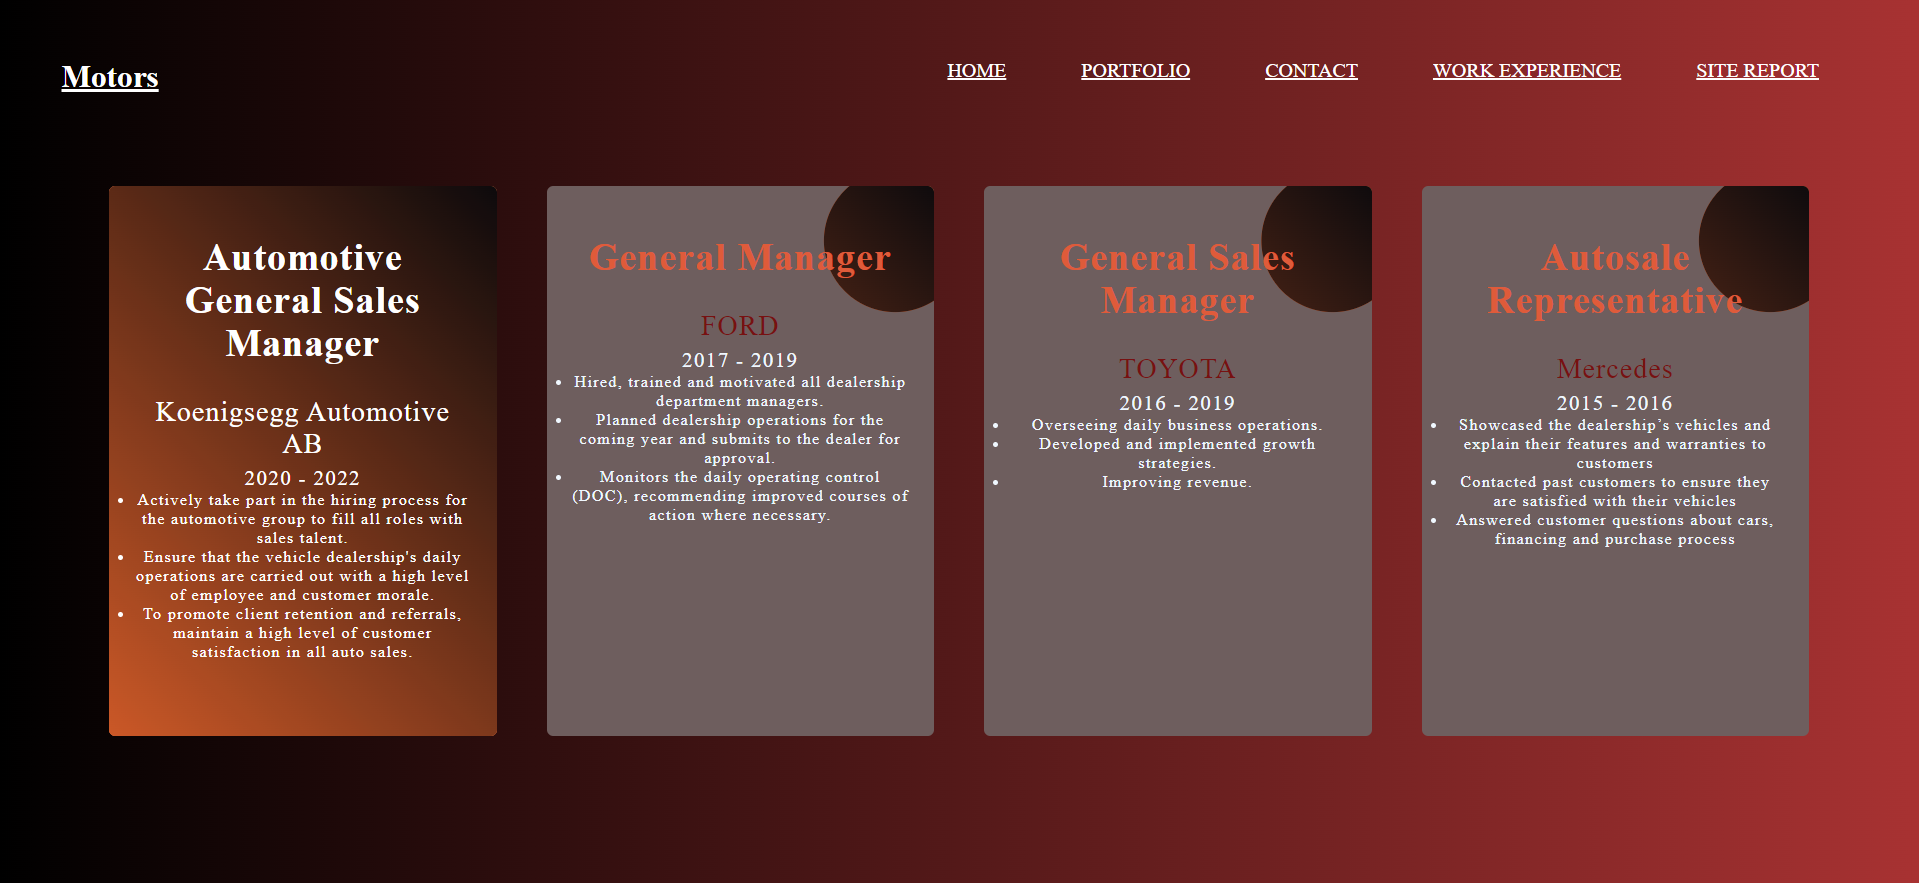 Motors
HOME
PORTFOLIO
CONTACT
WORK EXPERIENCE
SITE REPORT
Automotive
General Sales
Manager
Koenigsegg Automotive
AB
2020 - 2022
• Actively take part in the hiring process for
the automotive group to fill all roles with
sales talent.
• Ensure that the vehicle dealership's daily
operations are carried out with a high level
of employee and customer morale.
• To promote client retention and referrals,
maintain a high level of customer
satisfaction in all auto sales.
General Manager
FORD
2017 - 2019
• Hired, trained and motivated all dealership
department managers.
• Planned dealership operations for the
coming year and submits to the dealer for
approval.
• Monitors the daily operating control
(DOC), recommending improved courses of
action where necessary.
General Sales
Manager
TOYOTA
2016 - 2019
• Overseeing daily business operations.
• Developed and implemented growth
strategies.
• Improving revenue.
Autosale
Representative
Mercedes
2015 - 2016
• Showcased the dealership’s vehicles and
explain their features and warranties to
customers
• Contacted past customers to ensure they
are satisfied with their vehicles
• Answered customer questions about cars,
financing and purchase process